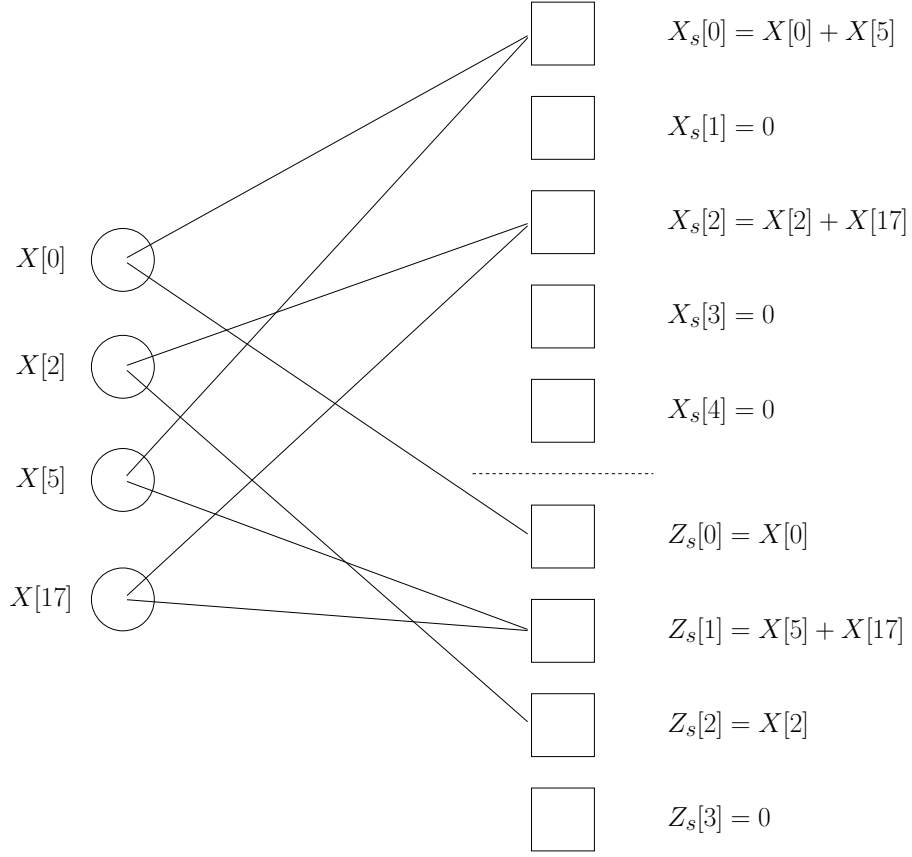 $X[0]$
$X[2]$
$X[5]$
$X[17]$
$X_s[0] = X[0] + X[5]$
$X_s[1] = 0$
$X_s[2] = X[2] + X[17]$
$X_s[3] = 0$
$X_s[4] = 0$
$Z_s[0] = X[0]$
$Z_s[1] = X[5] + X[17]$
$Z_s[2] = X[2]$
$Z_s[3] = 0$